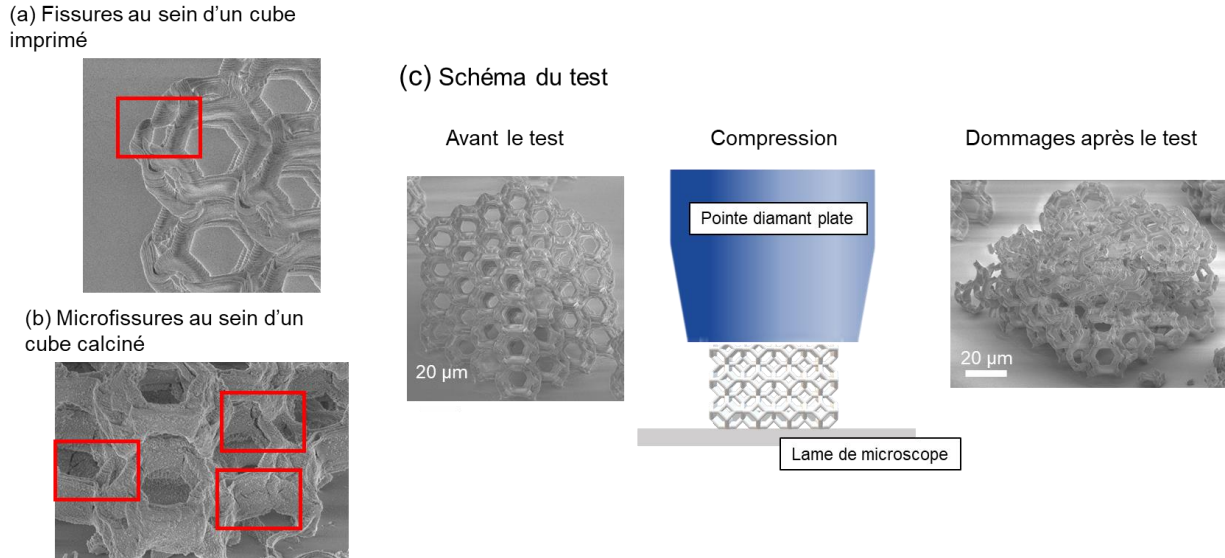 (a) Fissures au sein d'un cube
imprimé
(c) Schéma du test
Avant le test
Compression
Dommages après le test
Pointe diamant plate
20 µm
20 µm
Lame de microscope
(b) Microfissures au sein d'un
cube calciné